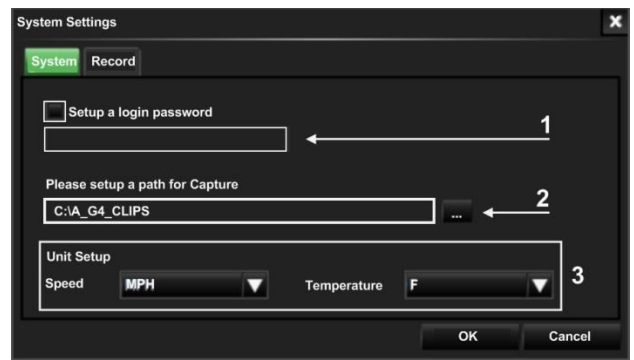 System Settings X
System Record
Setup a login password
1
Please setup a path for Capture
C:\A_G4_CLIPS ... 2
Unit Setup
Speed MPH Temperature F 3
OK Cancel